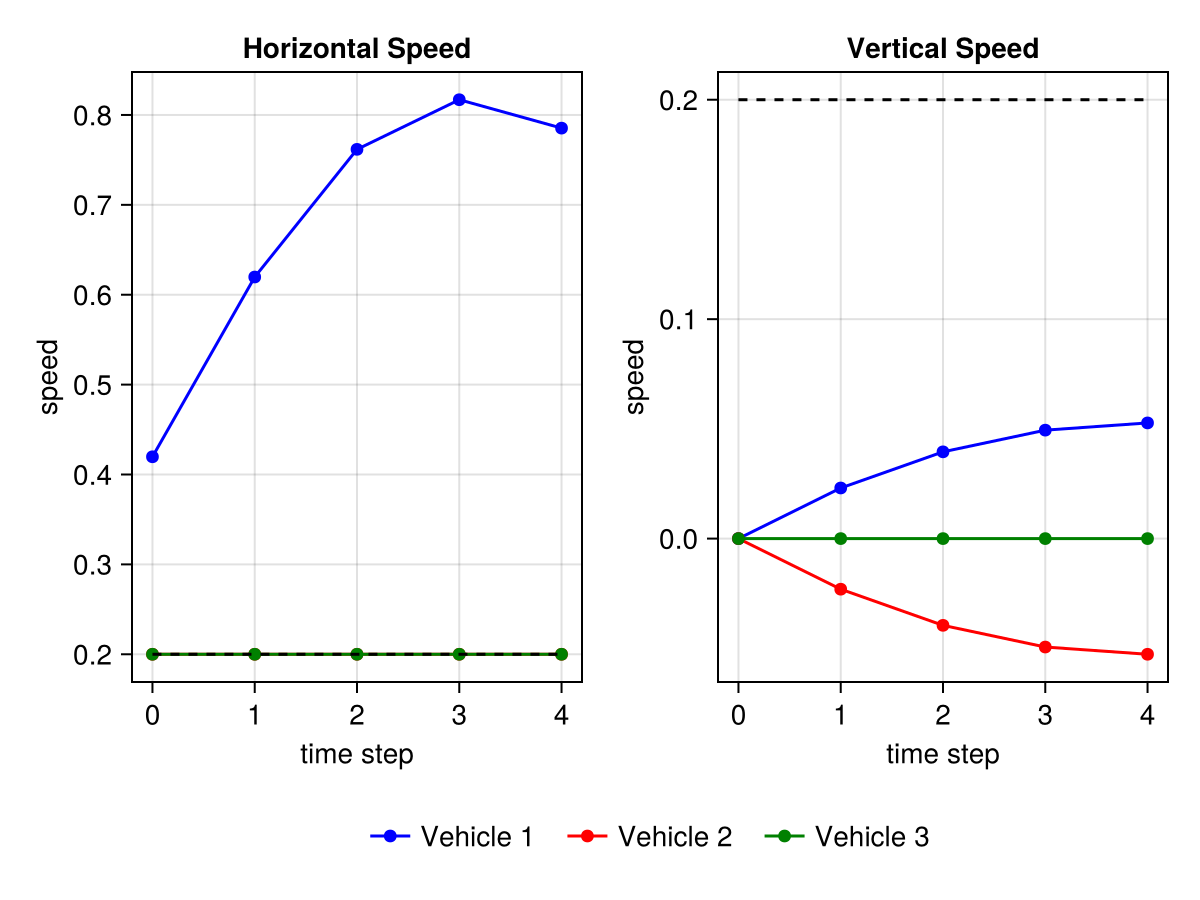 Horizontal Speed
0.8
0.7
0.6
0.5
0.4
0.3
0.2
speed
0 1 2 3 4
time step
Vertical Speed
0.2
0.1
0.0
speed
0 1 2 3 4
time step
Vehicle 1 Vehicle 2 Vehicle 3